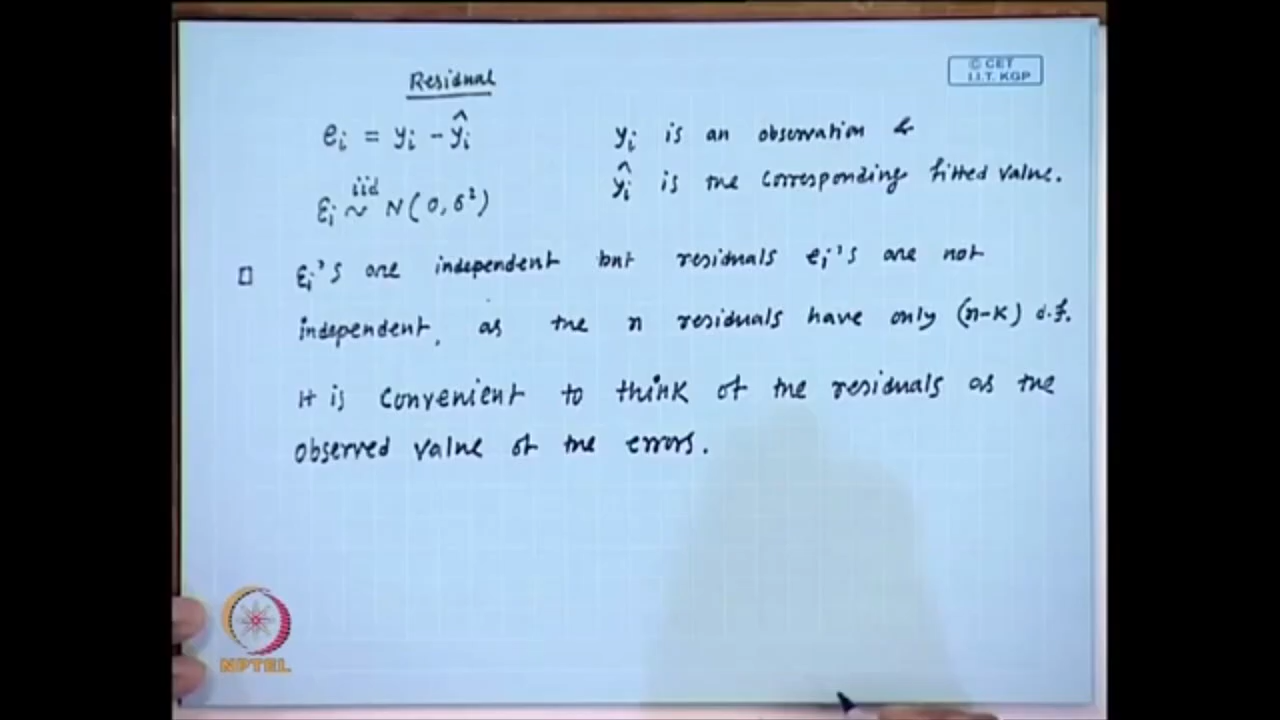 Residual
© CET
I.I.T. KGP
eᵢ = yᵢ - ŷᵢ
yᵢ is an observation &
ŷᵢ is the corresponding fitted value.
εᵢ iid ~ N(0, σ²)
□ εᵢ's are independent but residuals eᵢ's are not
independent, as the n residuals have only (n-k) d.f.
It is convenient to think of the residuals as the
observed value of the errors.
NPTEL